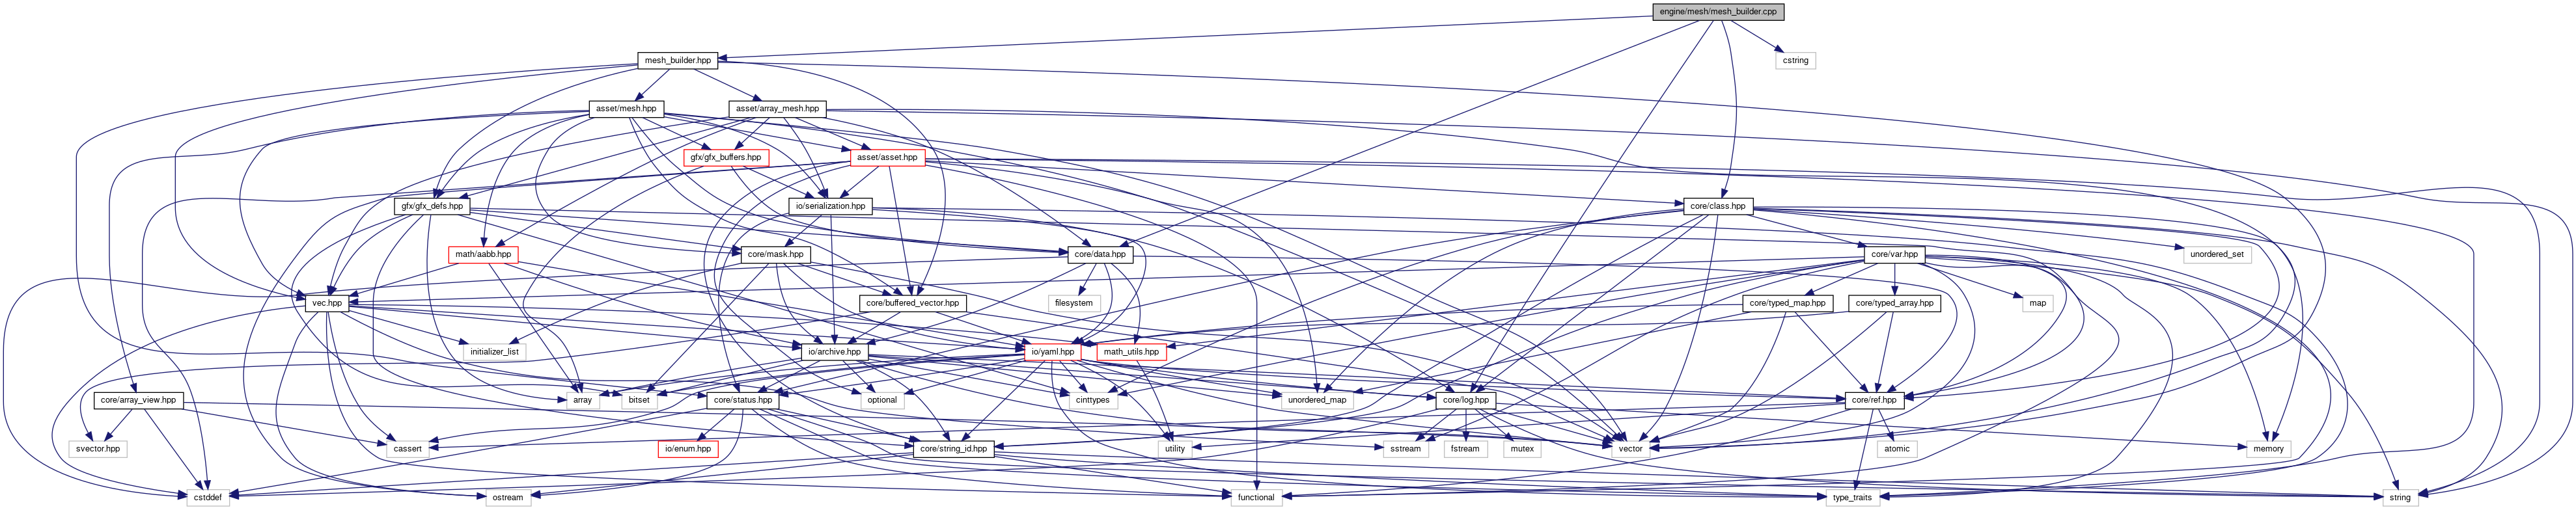 engine/mesh/mesh_builder.cpp
mesh_builder.hpp
cstring
asset/mesh.hpp
asset/array_mesh.hpp
gfx/gfx_buffers.hpp
asset/asset.hpp
gfx/gfx_defs.hpp
io/serialization.hpp
core/class.hpp
math/aabb.hpp
core/mask.hpp
core/data.hpp
core/var.hpp
unordered_set
vec.hpp
core/buffered_vector.hpp
filesystem
core/typed_map.hpp
core/typed_array.hpp
map
initializer_list
io/archive.hpp
io/yaml.hpp
math_utils.hpp
core/array_view.hpp
array
bitset
core/status.hpp
optional
cinttypes
unordered_map
core/log.hpp
core/ref.hpp
svector.hpp
cassert
io/enum.hpp
core/string_id.hpp
utility
sstream
fstream
mutex
vector
atomic
memory
cstddef
ostream
functional
type_traits
string